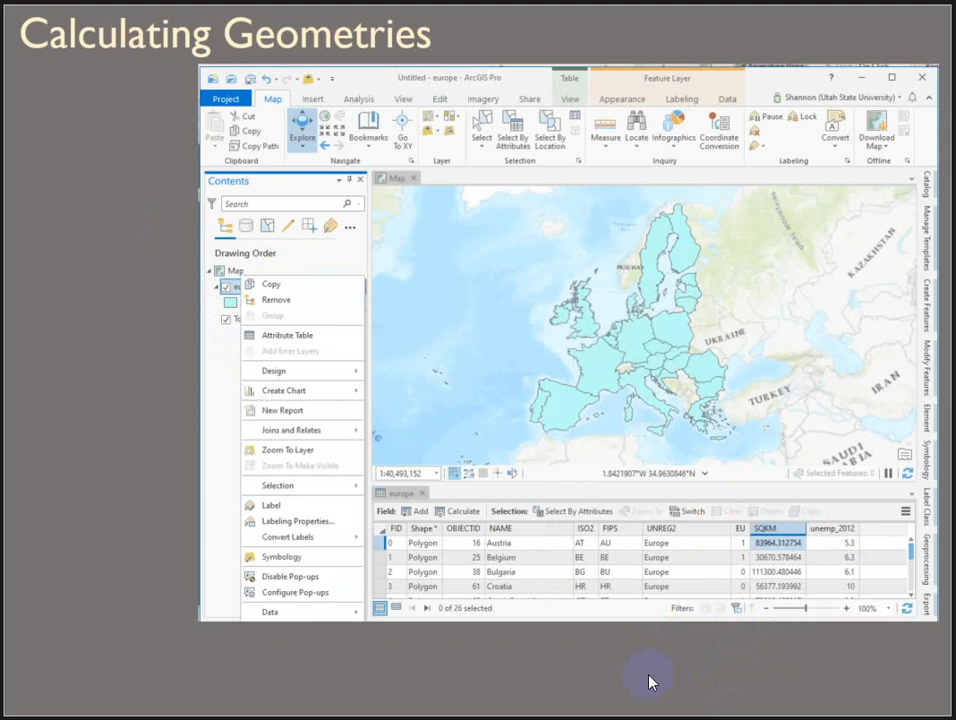 Calculating Geometries
Untitled - europe - ArcGIS Pro
Table
Feature Layer
?
Project
Map
Insert
Analysis
View
Edit
Imagery
Share
View
Appearance
Labeling
Data
Shannon (Utah State University)
Paste
Cut
Copy
Copy Path
Clipboard
Explore
Bookmarks
Go To XY
Navigate
Layer
Select
Select By Attributes
Select By Location
Selection
Measure
Locate
Infographics
Coordinate Conversion
Inquiry
Pause
Lock
Convert
Labeling
Download Map
Offline
Contents
Search
Drawing Order
Map
Copy
Remove
Group
Attribute Table
Add Error Layers
Design
Create Chart
New Report
Joins and Relates
Zoom To Layer
Zoom To Make Visible
Selection
Label
Labeling Properties...
Convert Labels
Symbology
Disable Pop-ups
Configure Pop-ups
Data
Map
NORWAY
URAL MOUNTAINS
KAZAKHSTAN
UKRAINE
TURKEY
IRAN
SAUDI
1:40,493,152
1.8421907°W 34.9630846°N
Selected Features: 0
europe
Field: Add Calculate Selection: Select By Attributes Zoom To Switch Clear Delete Copy
FID Shape * OBJECTID NAME ISO2 FIPS UNREG2 EU SQKM unemp_2012
0 Polygon 16 Austria AT AU Europe 1 83964.312754 5.3
1 Polygon 25 Belgium BE BE Europe 1 30670.578464 6.3
2 Polygon 38 Bulgaria BG BU Europe 0 111300.480446 6.1
3 Polygon 61 Croatia HR HR Europe 0 56377.193992 10
0 of 26 selected
Filters:
100%
Catalog
Manage Templates
Create Features
Modify Features
Element
Symbology
Label Class
Geoprocessing
Export